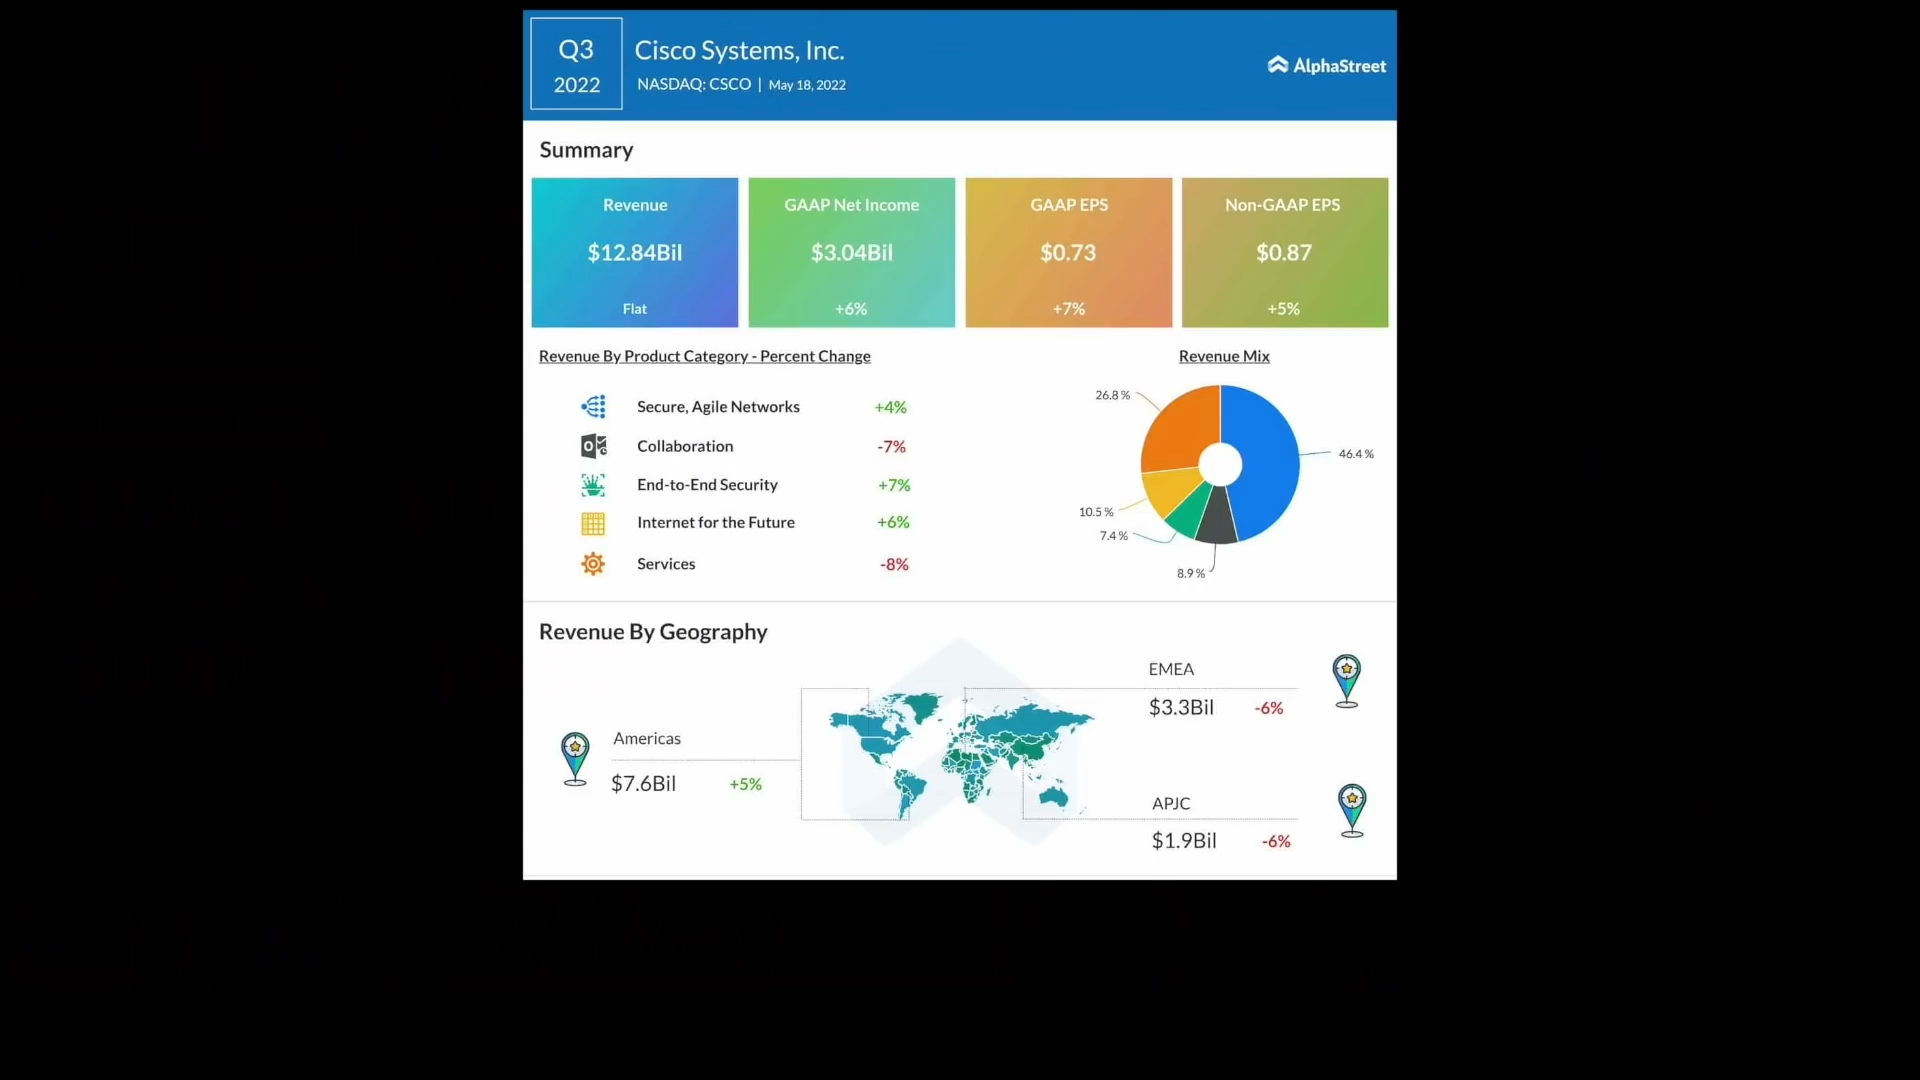 Q3
2022
Cisco Systems, Inc.
NASDAQ: CSCO | May 18, 2022
AlphaStreet
Summary
Revenue
$12.84Bil
Flat
GAAP Net Income
$3.04Bil
+6%
GAAP EPS
$0.73
+7%
Non-GAAP EPS
$0.87
+5%
Revenue By Product Category - Percent Change
Secure, Agile Networks +4%
Collaboration -7%
End-to-End Security +7%
Internet for the Future +6%
Services -8%
Revenue Mix
26.8 %
46.4 %
10.5 %
7.4 %
8.9 %
Revenue By Geography
Americas
$7.6Bil +5%
EMEA
$3.3Bil -6%
APJC
$1.9Bil -6%